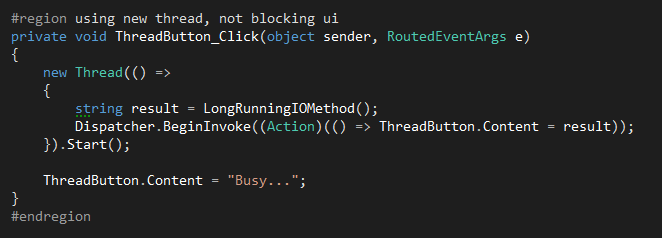 #region using new thread, not blocking ui
private void ThreadButton_Click(object sender, RoutedEventArgs e)
{
    new Thread(() =>
    {
        string result = LongRunningIOMethod();
        Dispatcher.BeginInvoke((Action)(() => ThreadButton.Content = result));
    }).Start();

    ThreadButton.Content = "Busy...";
}
#endregion